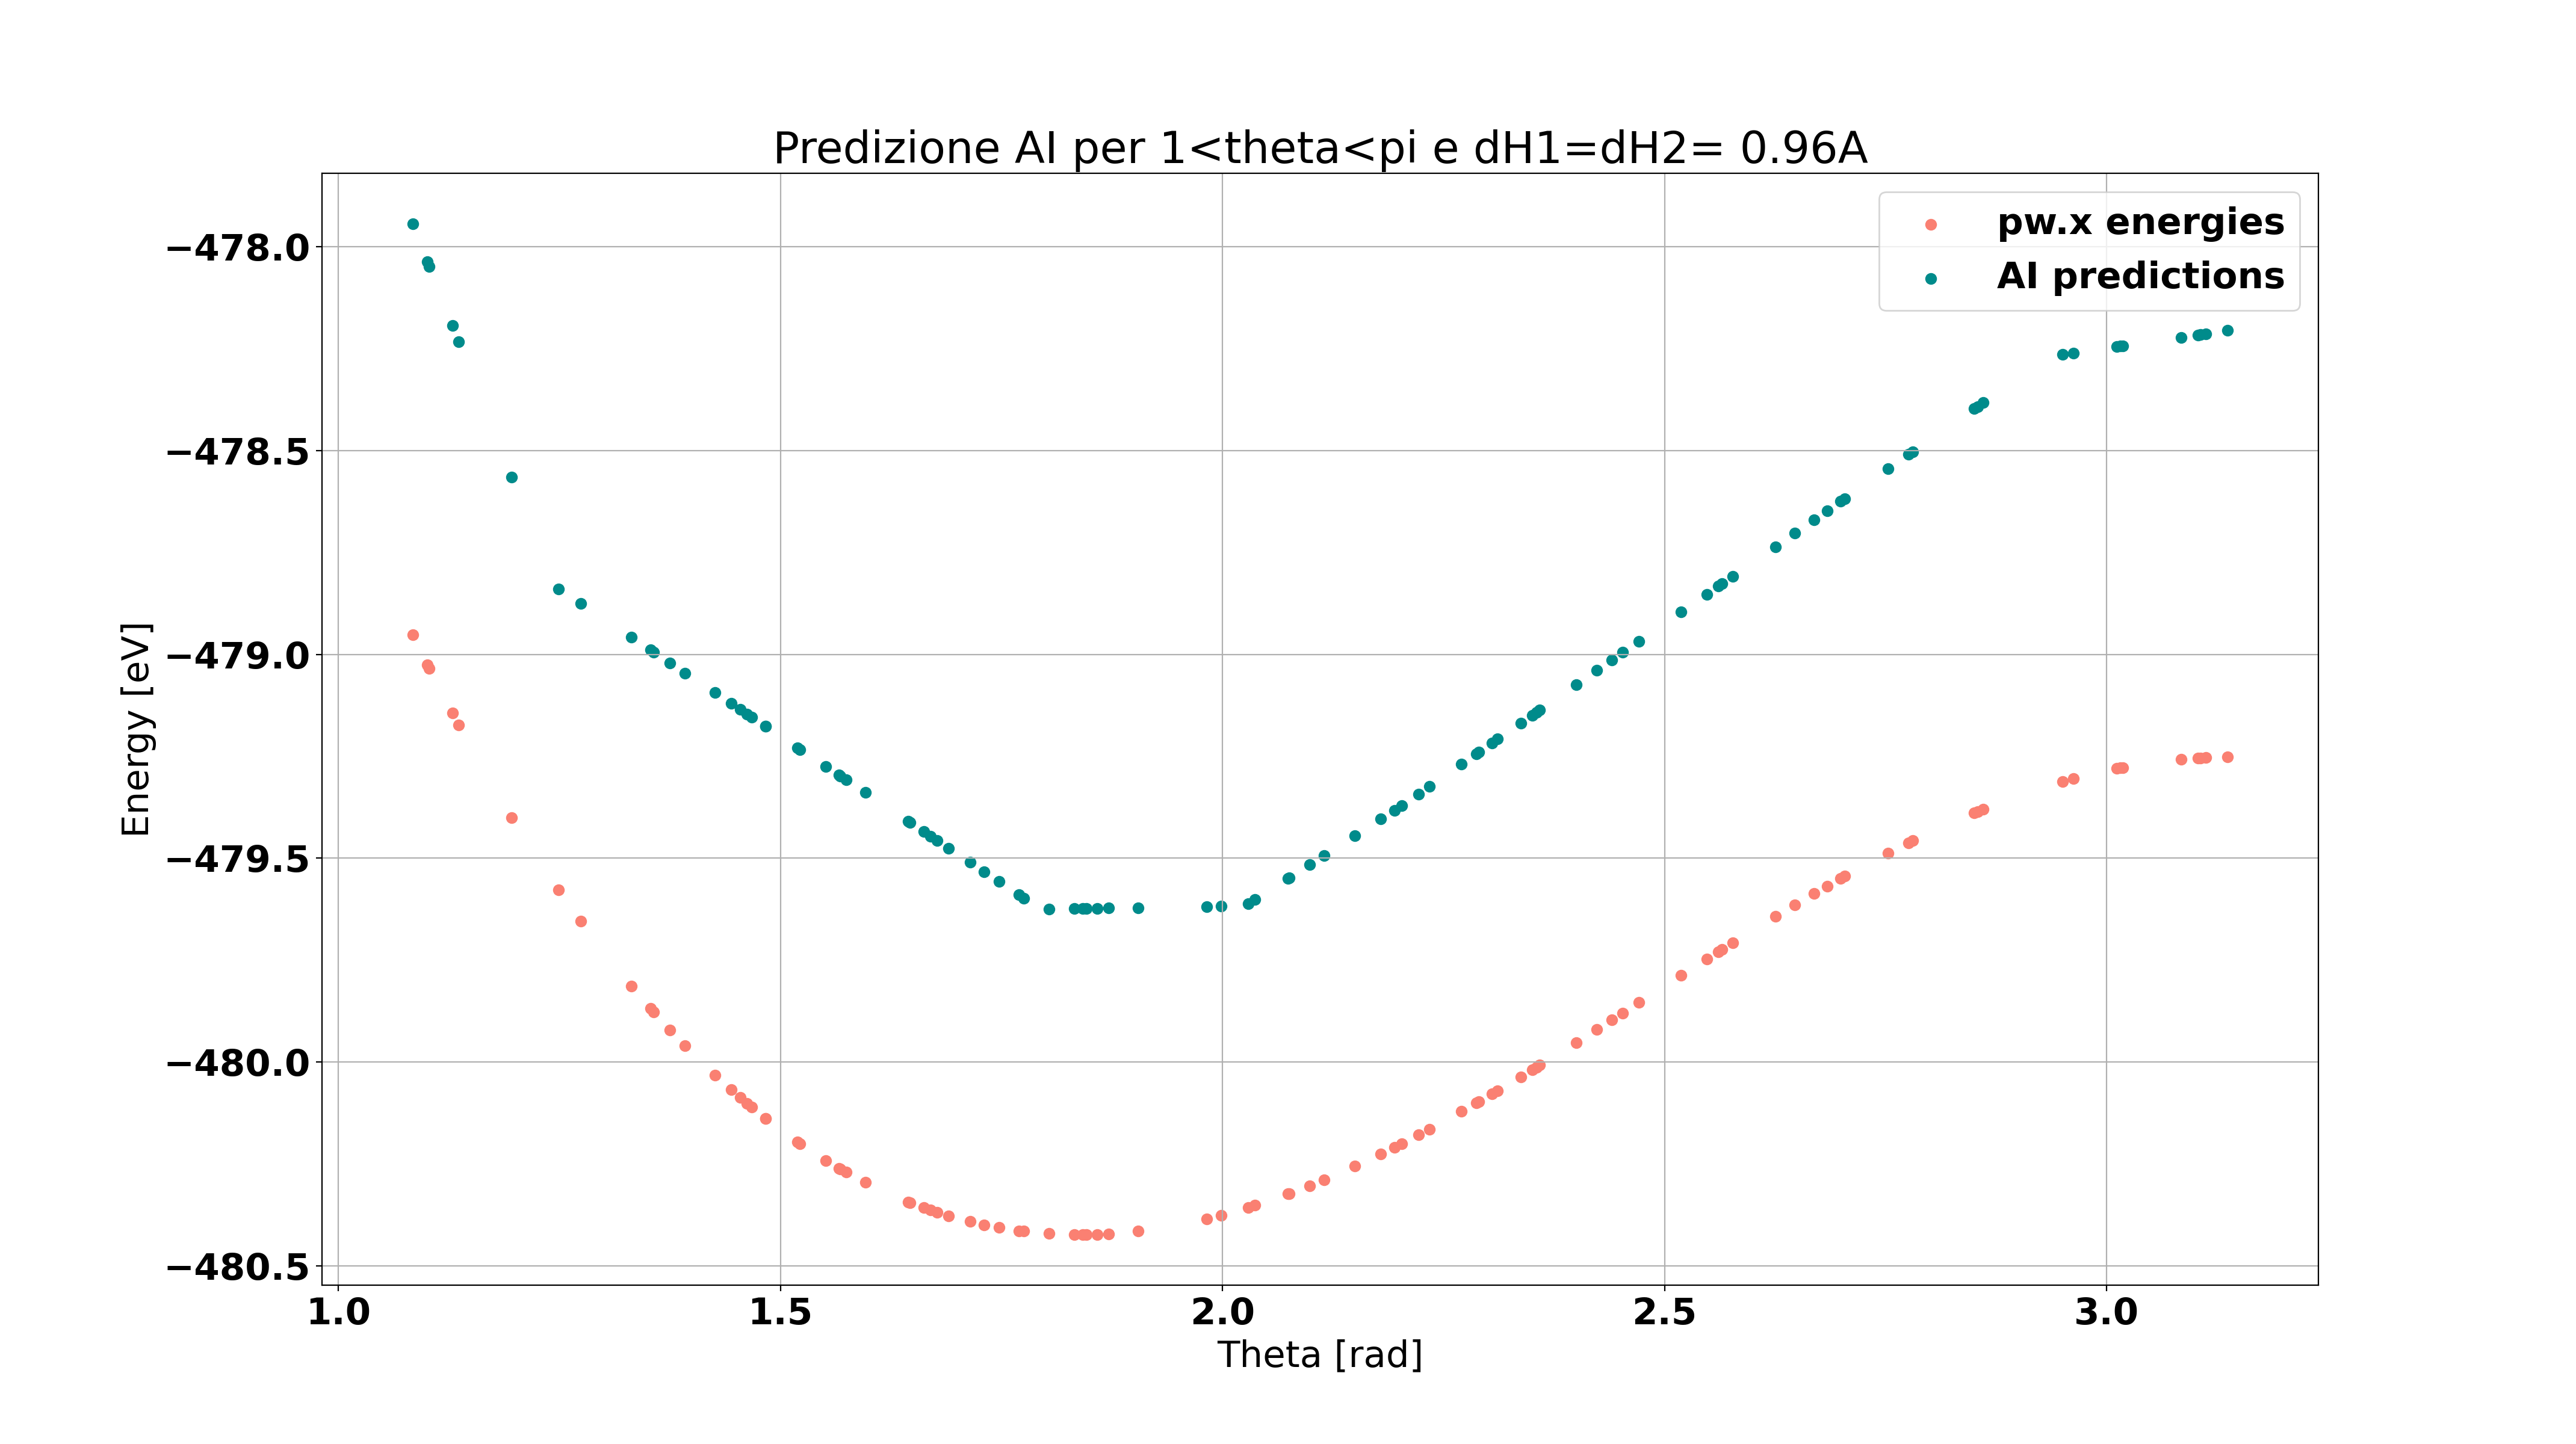 Predizione AI per 1<theta<pi e dH1=dH2= 0.96A
pw.x energies
AI predictions
−478.0
−478.5
−479.0
−479.5
−480.0
−480.5
Energy [eV]
1.0 1.5 2.0 2.5 3.0
Theta [rad]